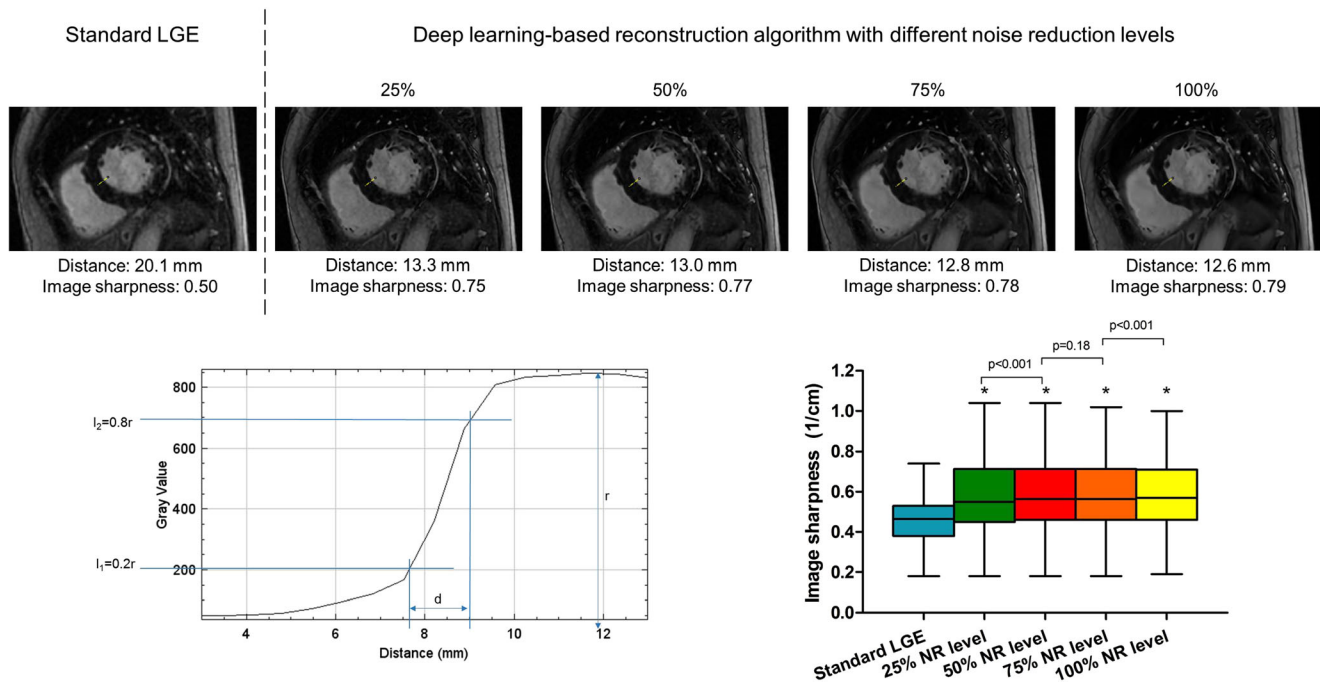 Standard LGE
Deep learning-based reconstruction algorithm with different noise reduction levels
25%
50%
75%
100%
Distance: 20.1 mm
Image sharpness: 0.50
Distance: 13.3 mm
Image sharpness: 0.75
Distance: 13.0 mm
Image sharpness: 0.77
Distance: 12.8 mm
Image sharpness: 0.78
Distance: 12.6 mm
Image sharpness: 0.79
800
600
400
200
Gray Value
I₂=0.8r
I₁=0.2r
d
r
4
6
8
10
12
Distance (mm)
p<0.001
p=0.18
p<0.001
* * * *
1.2
1.0
0.8
0.6
0.4
0.2
0.0
Image sharpness (1/cm)
Standard LGE
25% NR level
50% NR level
75% NR level
100% NR level